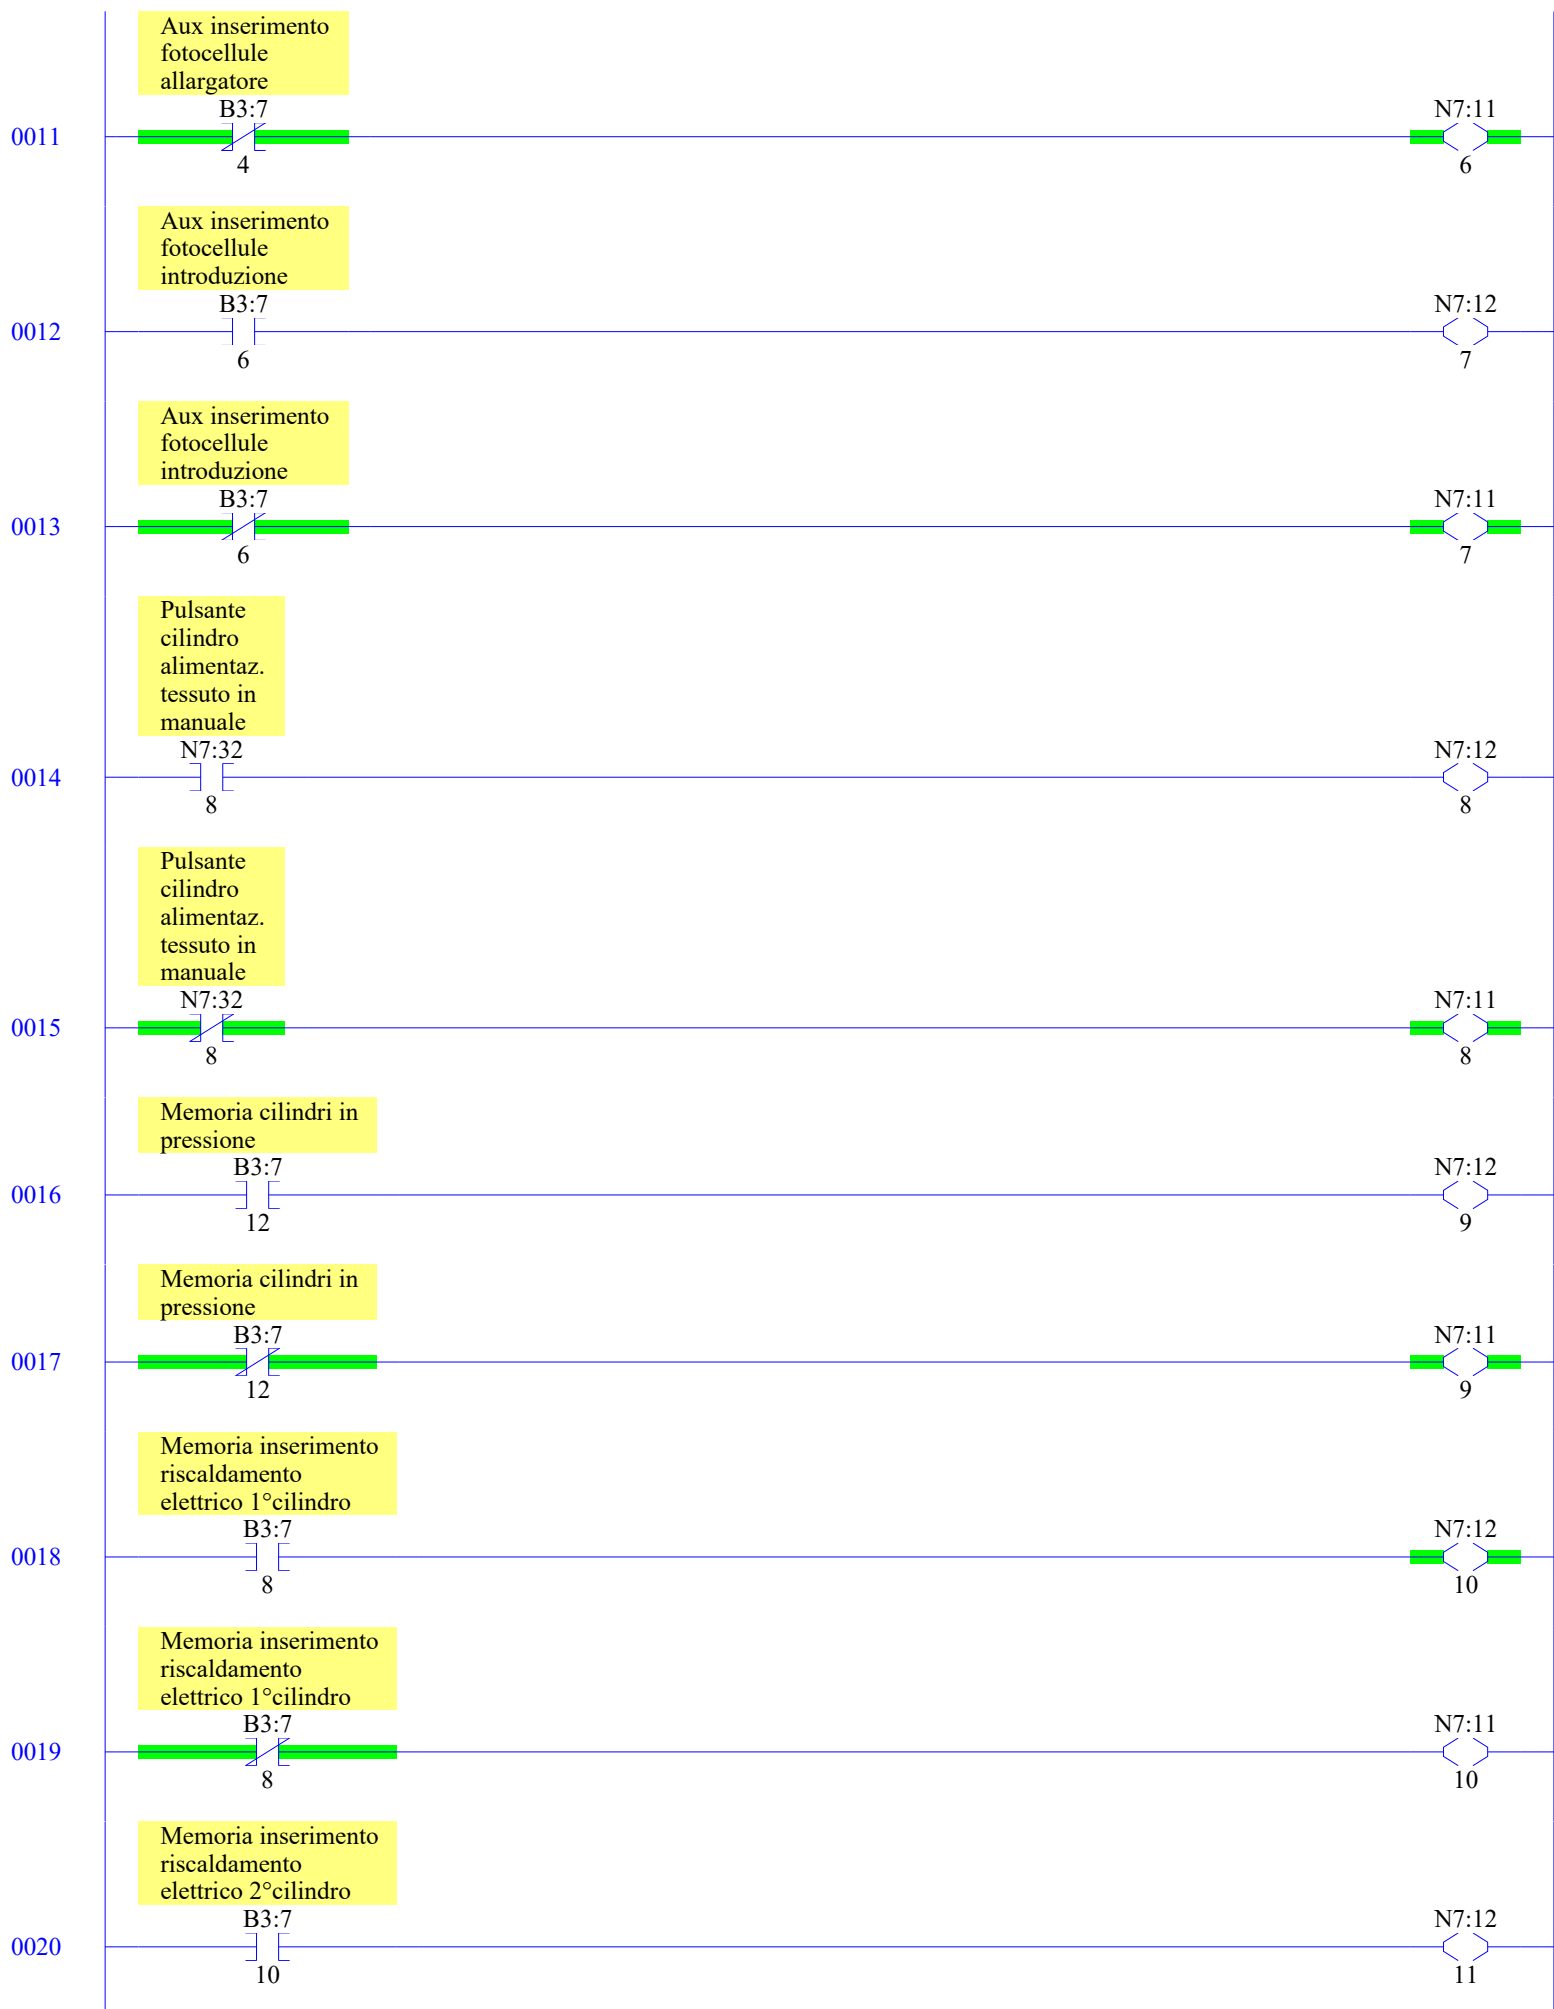 Aux inserimento
fotocellule
allargatore
B3:7
N7:11
0011
4
6
Aux inserimento
fotocellule
introduzione
B3:7
N7:12
0012
6
7
Aux inserimento
fotocellule
introduzione
B3:7
N7:11
0013
6
7
Pulsante
cilindro
alimentaz.
tessuto in
manuale
N7:32
N7:12
0014
8
8
Pulsante
cilindro
alimentaz.
tessuto in
manuale
N7:32
N7:11
0015
8
8
Memoria cilindri in
pressione
B3:7
N7:12
0016
12
9
Memoria cilindri in
pressione
B3:7
N7:11
0017
12
9
Memoria inserimento
riscaldamento
elettrico 1°cilindro
B3:7
N7:12
0018
8
10
Memoria inserimento
riscaldamento
elettrico 1°cilindro
B3:7
N7:11
0019
8
10
Memoria inserimento
riscaldamento
elettrico 2°cilindro
B3:7
N7:12
0020
10
11